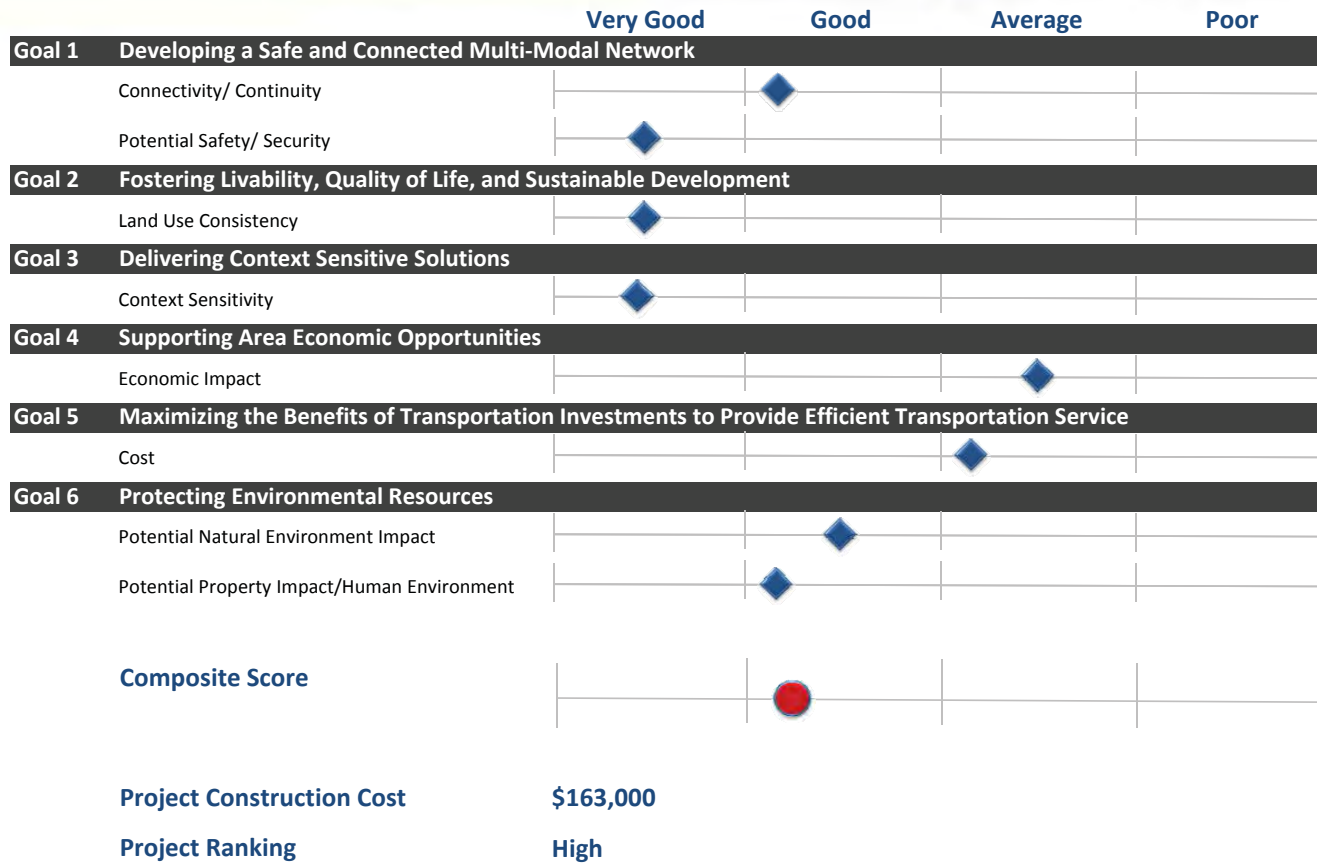 Very Good Good Average Poor
Goal 1 Developing a Safe and Connected Multi-Modal Network
Connectivity/ Continuity
Potential Safety/ Security
Goal 2 Fostering Livability, Quality of Life, and Sustainable Development
Land Use Consistency
Goal 3 Delivering Context Sensitive Solutions
Context Sensitivity
Goal 4 Supporting Area Economic Opportunities
Economic Impact
Goal 5 Maximizing the Benefits of Transportation Investments to Provide Efficient Transportation Service
Cost
Goal 6 Protecting Environmental Resources
Potential Natural Environment Impact
Potential Property Impact/Human Environment
Composite Score
Project Construction Cost $163,000
Project Ranking High